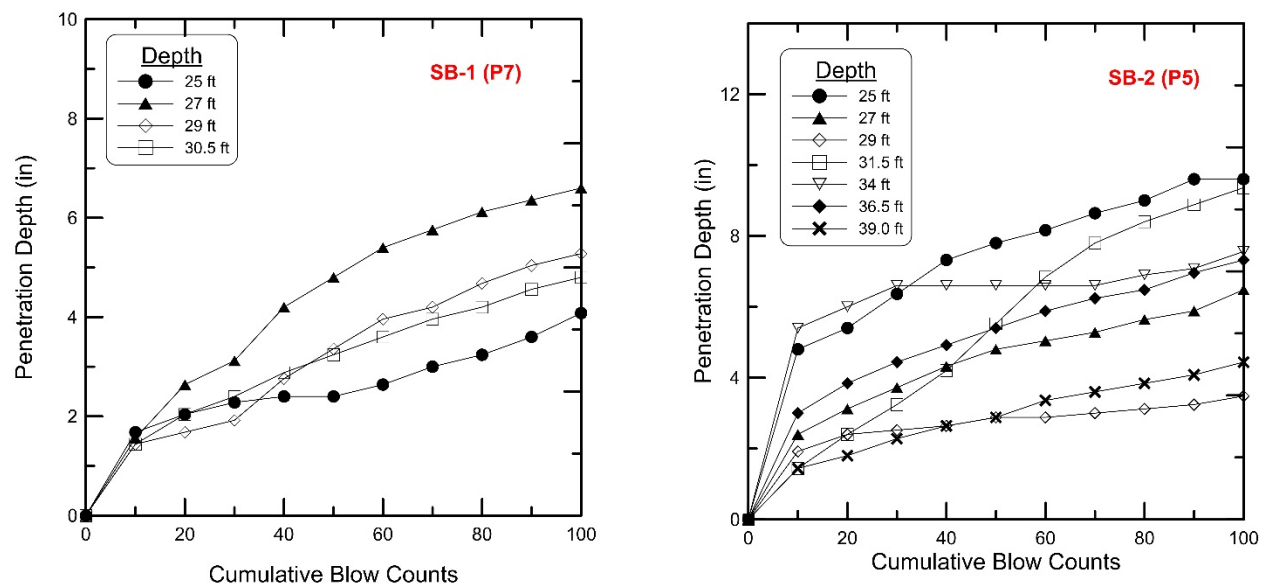 10
8
6
4
2
0
Penetration Depth (in)
Depth
25 ft
27 ft
29 ft
30.5 ft
SB-1 (P7)
0
20
40
60
80
100
Cumulative Blow Counts
12
8
4
0
Penetration Depth (in)
Depth
25 ft
27 ft
29 ft
31.5 ft
34 ft
36.5 ft
39.0 ft
SB-2 (P5)
0
20
40
60
80
100
Cumulative Blow Counts